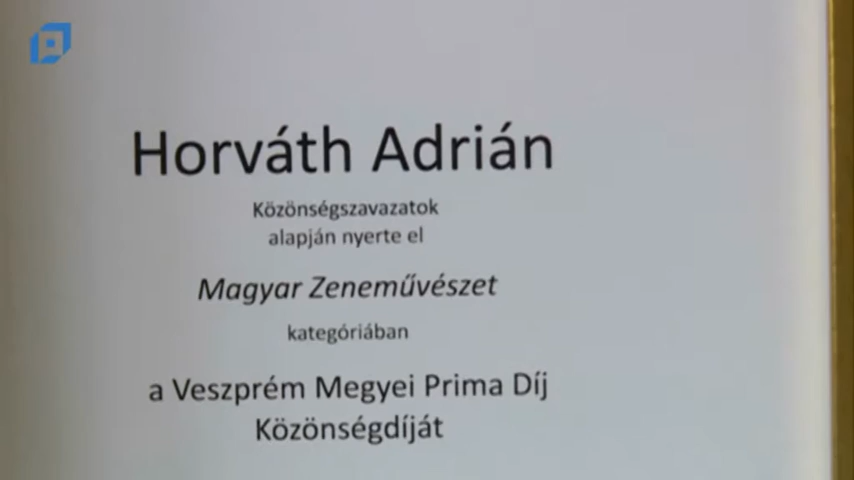 Horváth Adrián
Közönségszavazatok
alapján nyerte el
Magyar Zeneművészet
kategóriában
a Veszprém Megyei Prima Díj
Közönségdíját